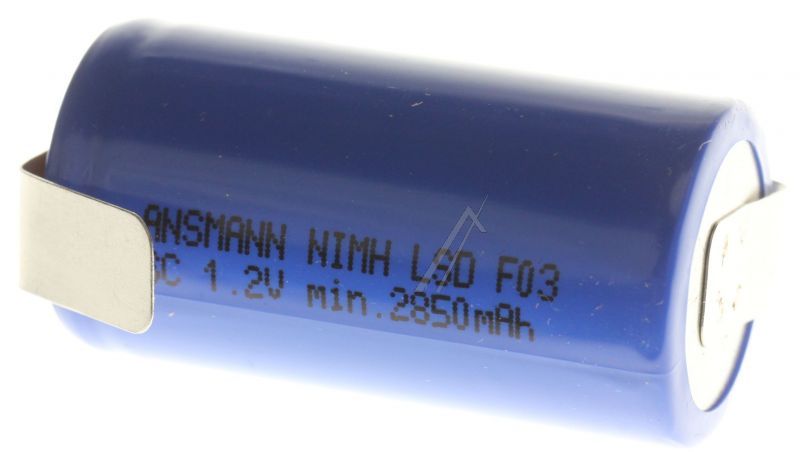 ANSMANN NIMH LSD F03
SC 1.2V min.2850mAh